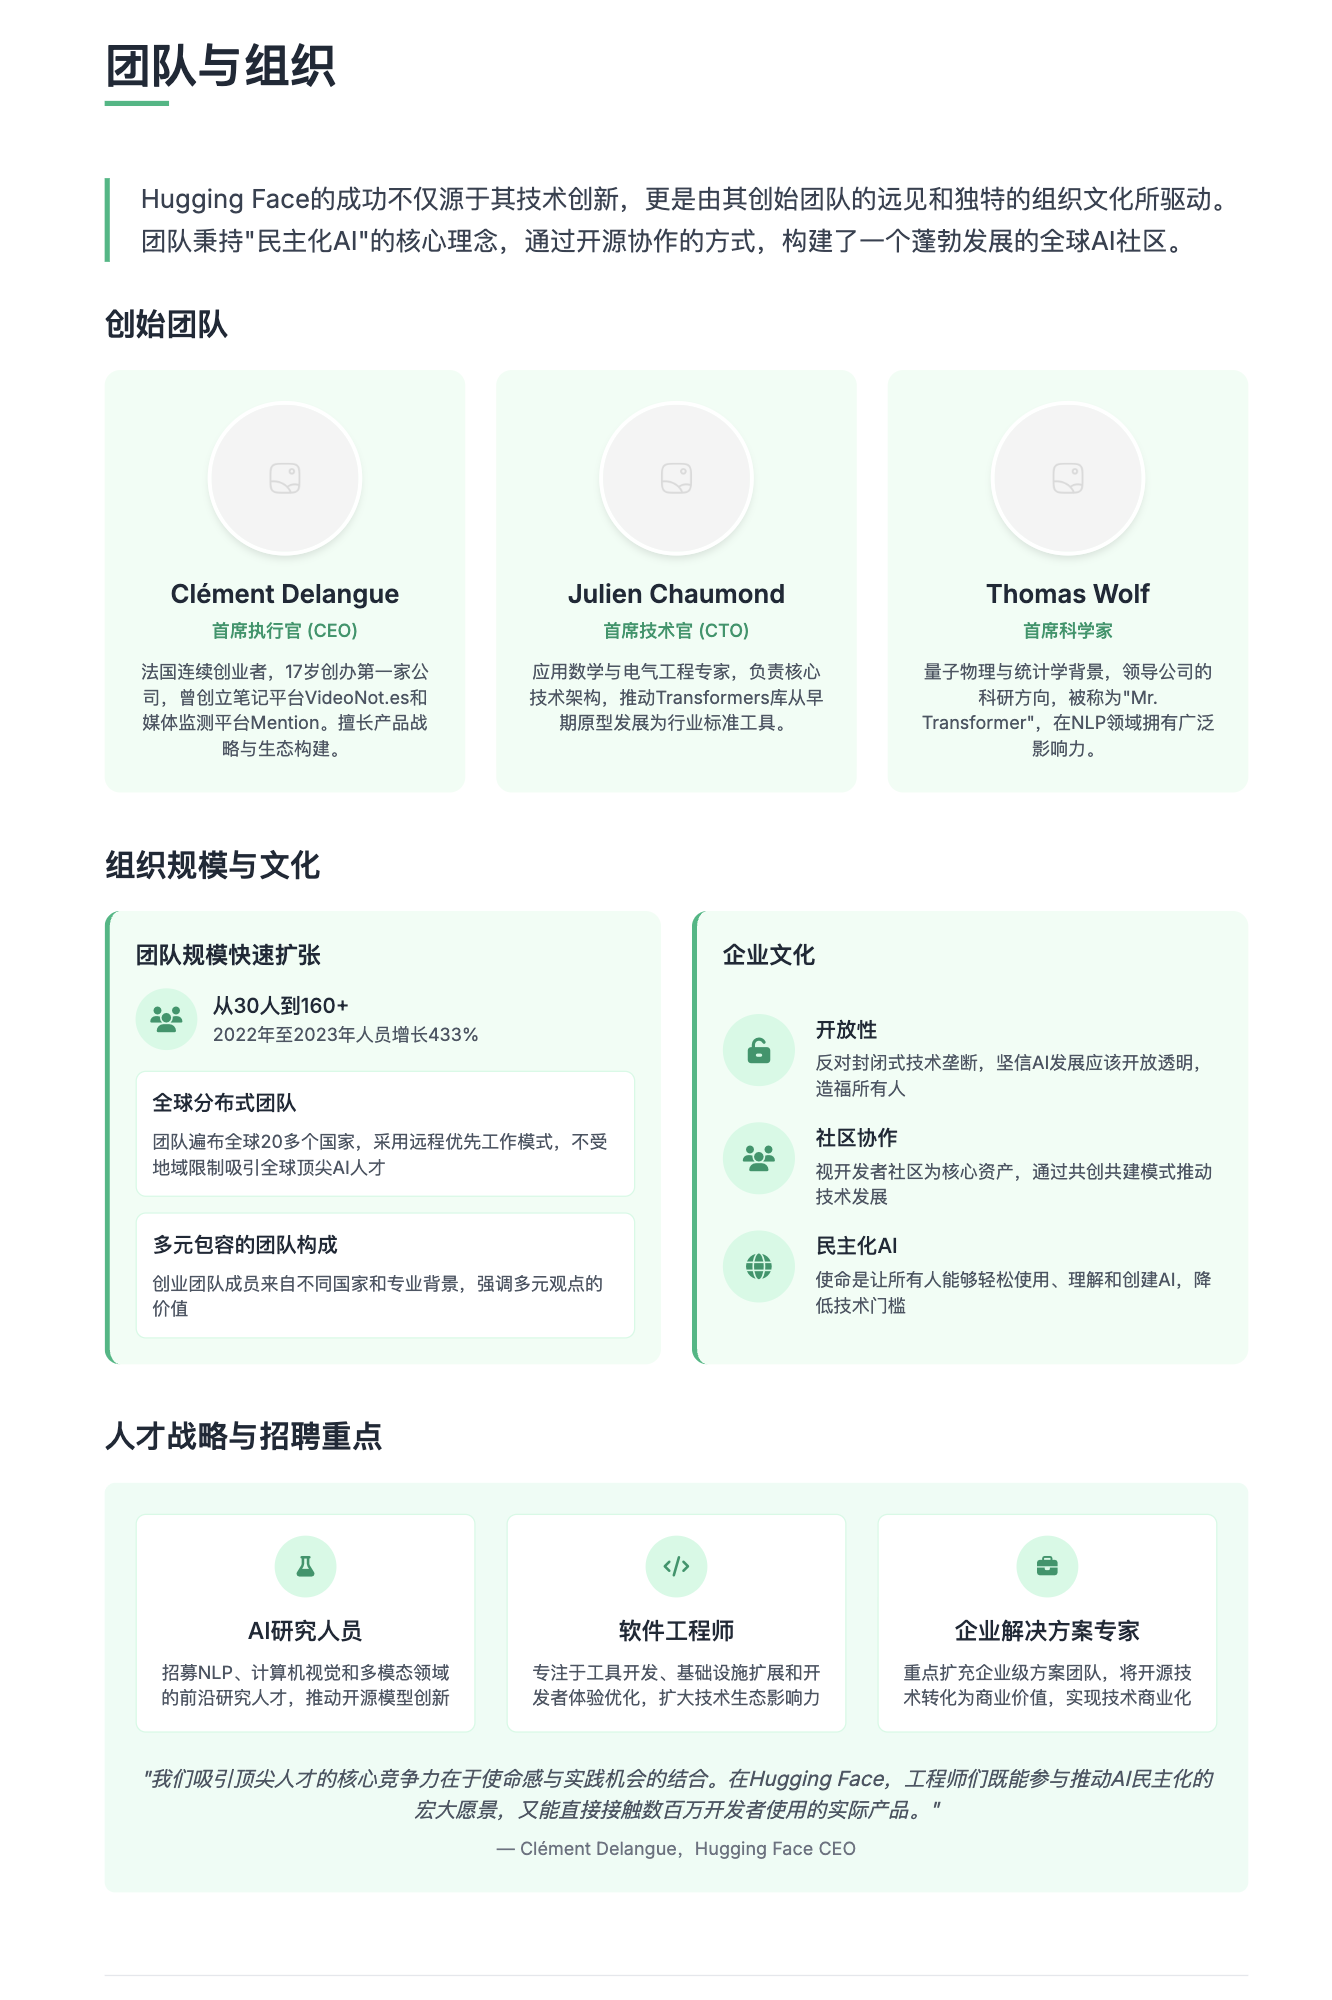 团队与组织
Hugging Face的成功不仅源于其技术创新，更是由其创始团队的远见和独特的组织文化所驱动。
团队秉持"民主化AI"的核心理念，通过开源协作的方式，构建了一个蓬勃发展的全球AI社区。
创始团队
Clément Delangue
首席执行官 (CEO)
法国连续创业者，17岁创办第一家公
司，曾创立笔记平台VideoNot.es和
媒体监测平台Mention。擅长产品战
略与生态构建。
Julien Chaumond
首席技术官 (CTO)
应用数学与电气工程专家，负责核心
技术架构，推动Transformers库从早
期原型发展为行业标准工具。
Thomas Wolf
首席科学家
量子物理与统计学背景，领导公司的
科研方向，被称为"Mr.
Transformer"，在NLP领域拥有广泛
影响力。
组织规模与文化
团队规模快速扩张
从30人到160+
2022年至2023年人员增长433%
全球分布式团队
团队遍布全球20多个国家，采用远程优先工作模式，不受
地域限制吸引全球顶尖AI人才
多元包容的团队构成
创业团队成员来自不同国家和专业背景，强调多元观点的
价值
企业文化
开放性
反对封闭式技术垄断，坚信AI发展应该开放透明，
造福所有人
社区协作
视开发者社区为核心资产，通过共创共建模式推动
技术发展
民主化AI
使命是让所有人能够轻松使用、理解和创建AI，降
低技术门槛
人才战略与招聘重点
AI研究人员
招募NLP、计算机视觉和多模态领域
的前沿研究人才，推动开源模型创新
软件工程师
专注于工具开发、基础设施扩展和开
发者体验优化，扩大技术生态影响力
企业解决方案专家
重点扩充企业级方案团队，将开源技
术转化为商业价值，实现技术商业化
"我们吸引顶尖人才的核心竞争力在于使命感与实践机会的结合。在Hugging Face，工程师们既能参与推动AI民主化的
宏大愿景，又能直接接触数百万开发者使用的实际产品。"
— Clément Delangue，Hugging Face CEO